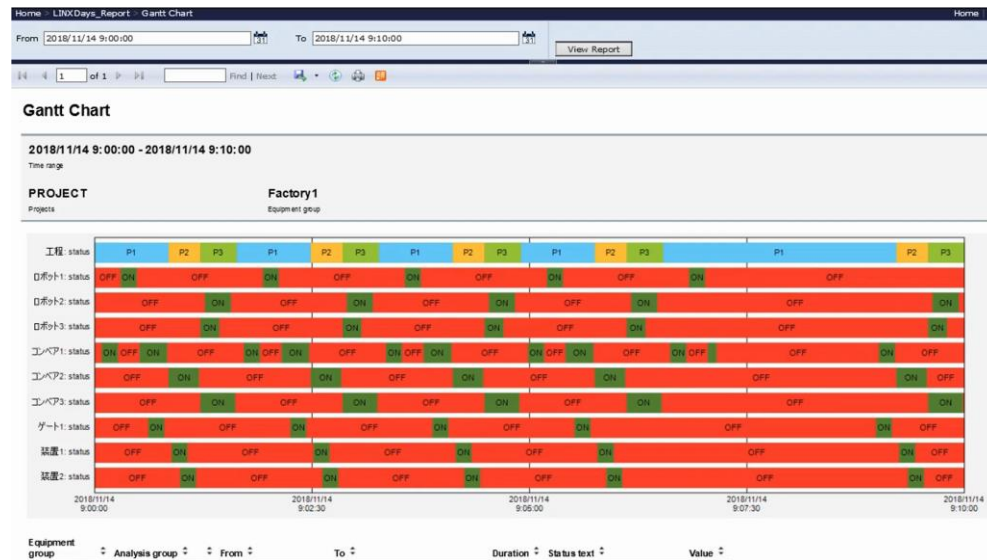 Home > LINXDays_Report > Gantt Chart Home |
From 2018/11/14 9:00:00 To 2018/11/14 9:10:00 View Report
1 of 1 Find | Next
Gantt Chart
2018/11/14 9:00:00 - 2018/11/14 9:10:00
Time range
PROJECT Factory1
Projects Equipment group
工程: status P1 P2 P3 P1 P2 P3 P1 P2 P3 P1 P2 P3 P1 P2 P3
ロボット1: status OFF ON OFF ON OFF ON OFF ON OFF ON OFF
ロボット2: status OFF ON OFF ON OFF ON OFF ON OFF ON
ロボット3: status OFF ON OFF ON OFF ON OFF ON OFF ON
コンベア1: status ON OFF ON OFF ON OFF ON OFF ON OFF ON OFF ON OFF ON OFF ON OFF OFF ON OFF
コンベア2: status OFF ON OFF ON OFF ON OFF ON OFF ON OFF
コンベア3: status OFF ON OFF ON OFF ON OFF ON OFF ON
ゲート1: status OFF ON OFF ON OFF ON OFF ON OFF ON OFF
装置1: status OFF ON OFF ON OFF ON OFF ON OFF ON OFF
装置2: status OFF ON OFF ON OFF ON OFF ON OFF ON OFF
2018/11/14 2018/11/14 2018/11/14 2018/11/14 2018/11/14
9:00:00 9:02:30 9:05:00 9:07:30 9:10:00
Equipment
group Analysis group From To Duration Status text Value